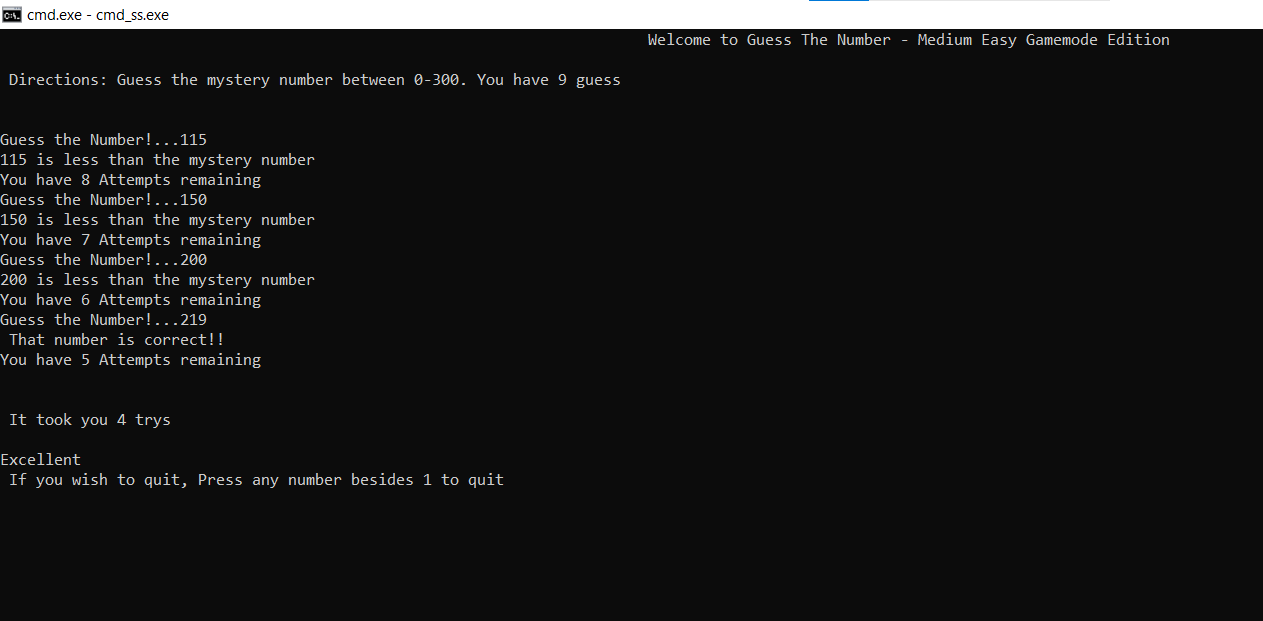 cmd.exe - cmd_ss.exe
Welcome to Guess The Number - Medium Easy Gamemode Edition
Directions: Guess the mystery number between 0-300. You have 9 guess
Guess the Number!...115
115 is less than the mystery number
You have 8 Attempts remaining
Guess the Number!...150
150 is less than the mystery number
You have 7 Attempts remaining
Guess the Number!...200
200 is less than the mystery number
You have 6 Attempts remaining
Guess the Number!...219
That number is correct!!
You have 5 Attempts remaining
It took you 4 trys
Excellent
If you wish to quit, Press any number besides 1 to quit